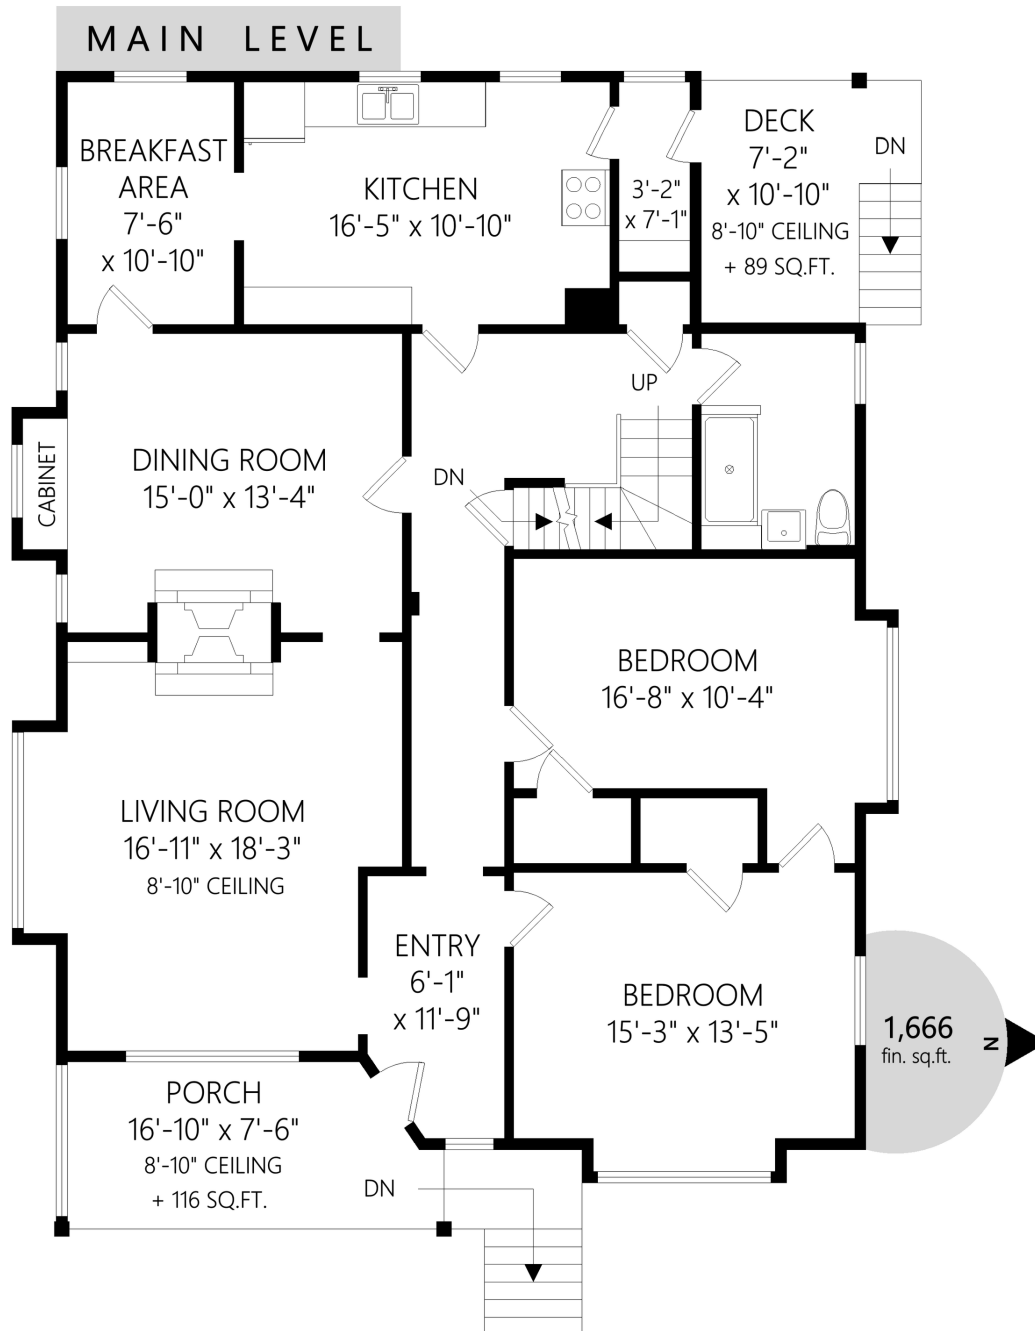 MAIN LEVEL
BREAKFAST
AREA
7'-6"
x 10'-10"
KITCHEN
16'-5" x 10'-10"
3'-2"
x 7'-1"
DECK
7'-2"
x 10'-10"
8'-10" CEILING
+ 89 SQ.FT.
DN
UP
DN
CABINET
DINING ROOM
15'-0" x 13'-4"
BEDROOM
16'-8" x 10'-4"
LIVING ROOM
16'-11" x 18'-3"
8'-10" CEILING
ENTRY
6'-1"
x 11'-9"
BEDROOM
15'-3" x 13'-5"
1,666
fin. sq.ft.
N
PORCH
16'-10" x 7'-6"
8'-10" CEILING
+ 116 SQ.FT.
DN